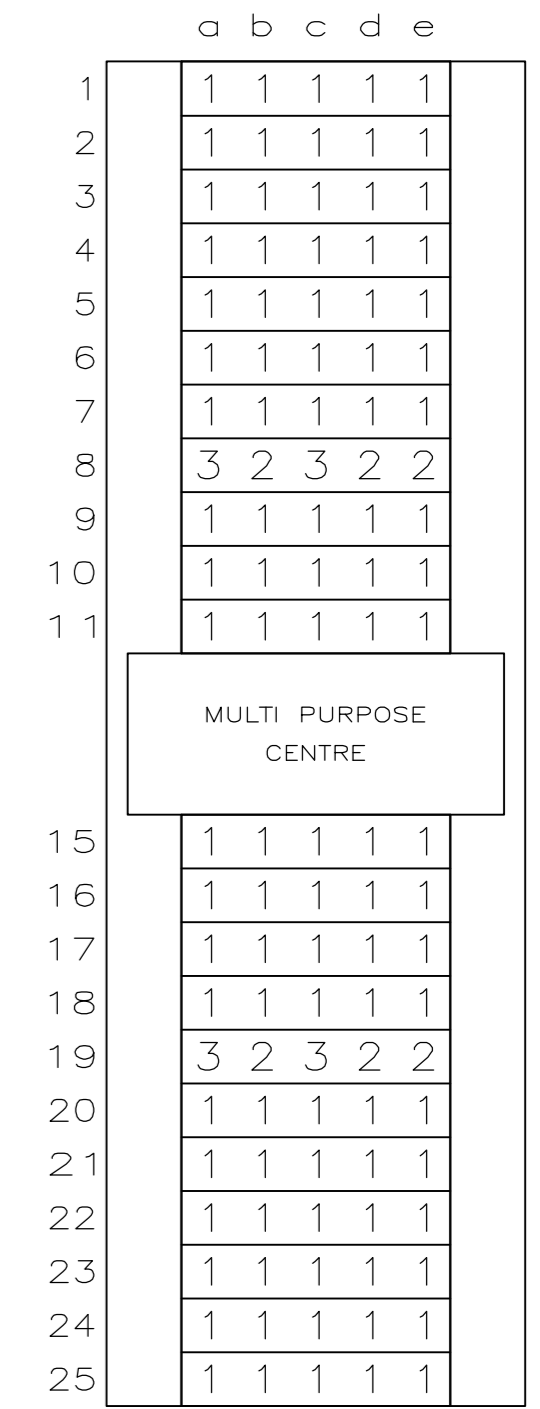 a b c d e
1 1 1 1 1 1
2 1 1 1 1 1
3 1 1 1 1 1
4 1 1 1 1 1
5 1 1 1 1 1
6 1 1 1 1 1
7 1 1 1 1 1
8 3 2 3 2 2
9 1 1 1 1 1
10 1 1 1 1 1
11 1 1 1 1 1
MULTI PURPOSE
CENTRE
15 1 1 1 1 1
16 1 1 1 1 1
17 1 1 1 1 1
18 1 1 1 1 1
19 3 2 3 2 2
20 1 1 1 1 1
21 1 1 1 1 1
22 1 1 1 1 1
23 1 1 1 1 1
24 1 1 1 1 1
25 1 1 1 1 1